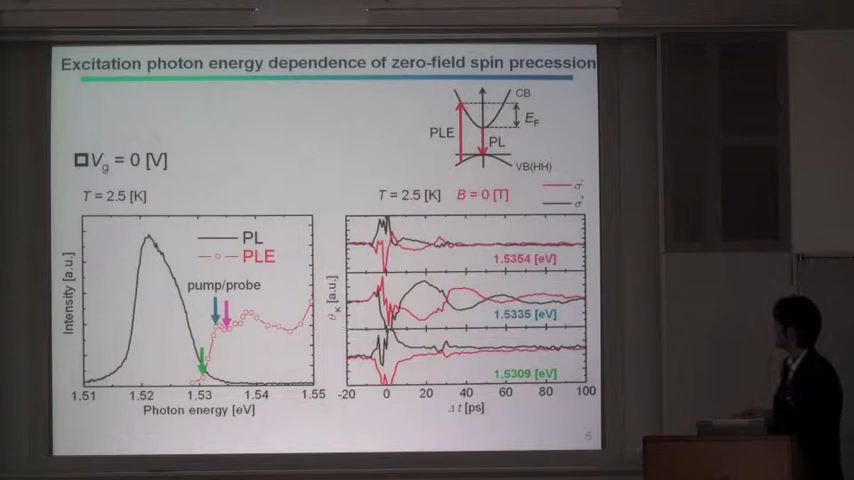 Excitation photon energy dependence of zero-field spin precession
CB
E_F
PLE
PL
VB(HH)
V_g = 0 [V]
T = 2.5 [K]
T = 2.5 [K] B = 0 [T]
σ⁻
σ⁺
PL
PLE
pump/probe
Intensity [a.u.]
1.51 1.52 1.53 1.54 1.55
Photon energy [eV]
θ_K [a.u.]
1.5354 [eV]
1.5335 [eV]
1.5309 [eV]
-20 0 20 40 60 80 100
Δt [ps]
6